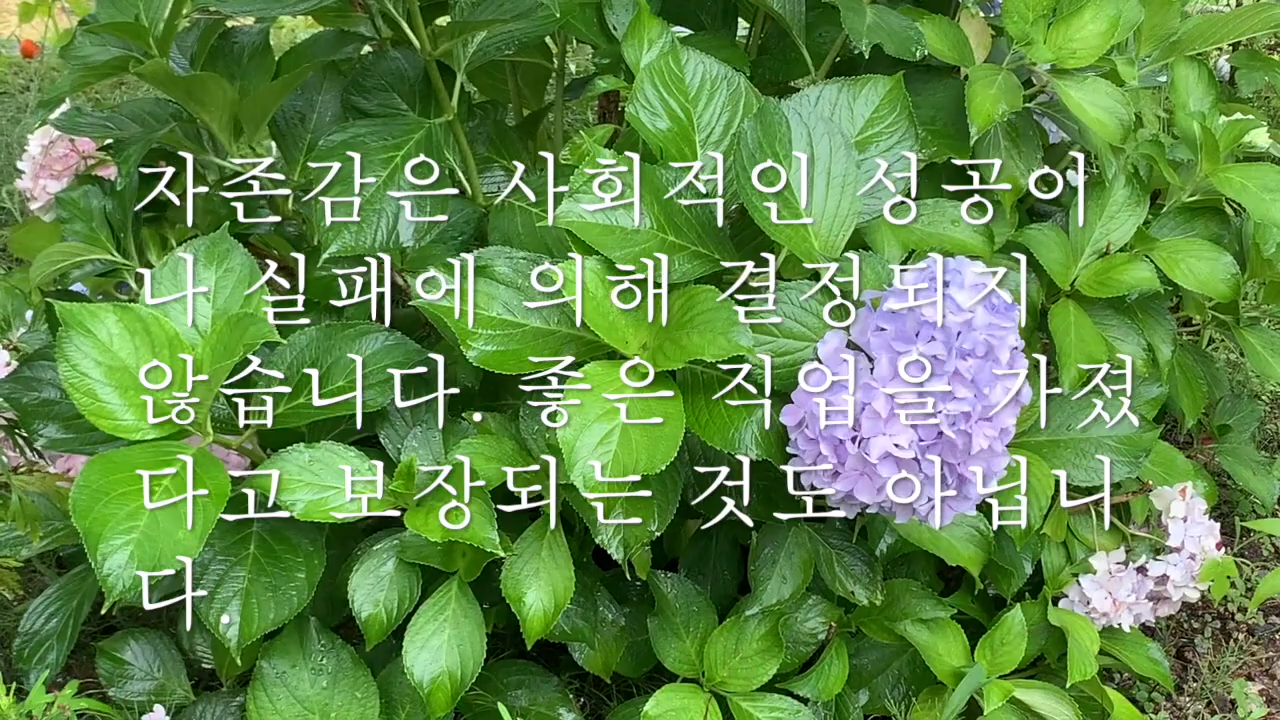 자존감은 사회적인 성공이
나 실패에 의해 결정되지
않습니다. 좋은 직업을 가졌
다고 보장되는 것도 아닙니
다.